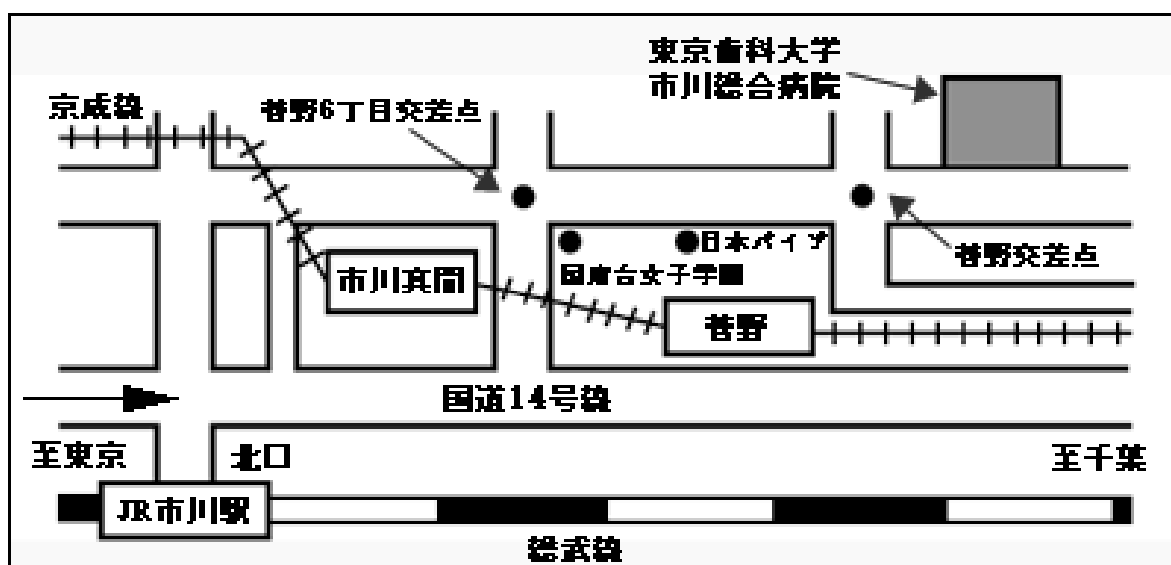 東京歯科大学
市川総合病院
京成線
菅野6丁目交差点
日本パイプ
国府台女子学園
菅野交差点
市川真間
菅野
国道14号線
至東京
北口
至千葉
JR市川駅
総武線